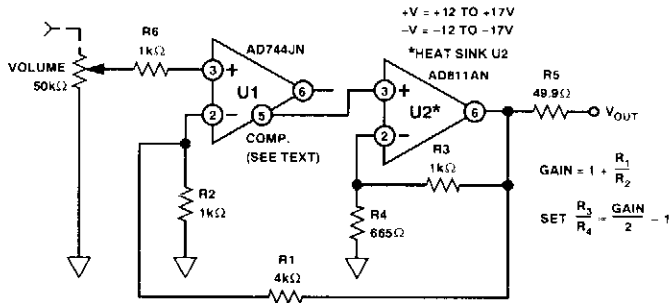 +V = +12 TO +17V
−V = −12 TO −17V
*HEAT SINK U2
R6
1kΩ
AD744JN
AD811AN
VOLUME
50kΩ
3
+
U1
6
2
−
5
COMP.
(SEE TEXT)
3
+
U2*
6
2
−
R5
49.9Ω
VOUT
R3
1kΩ
R2
1kΩ
R4
665Ω
R1
4kΩ
GAIN = 1 + R1/R2
SET R3/R4 = GAIN/2 − 1